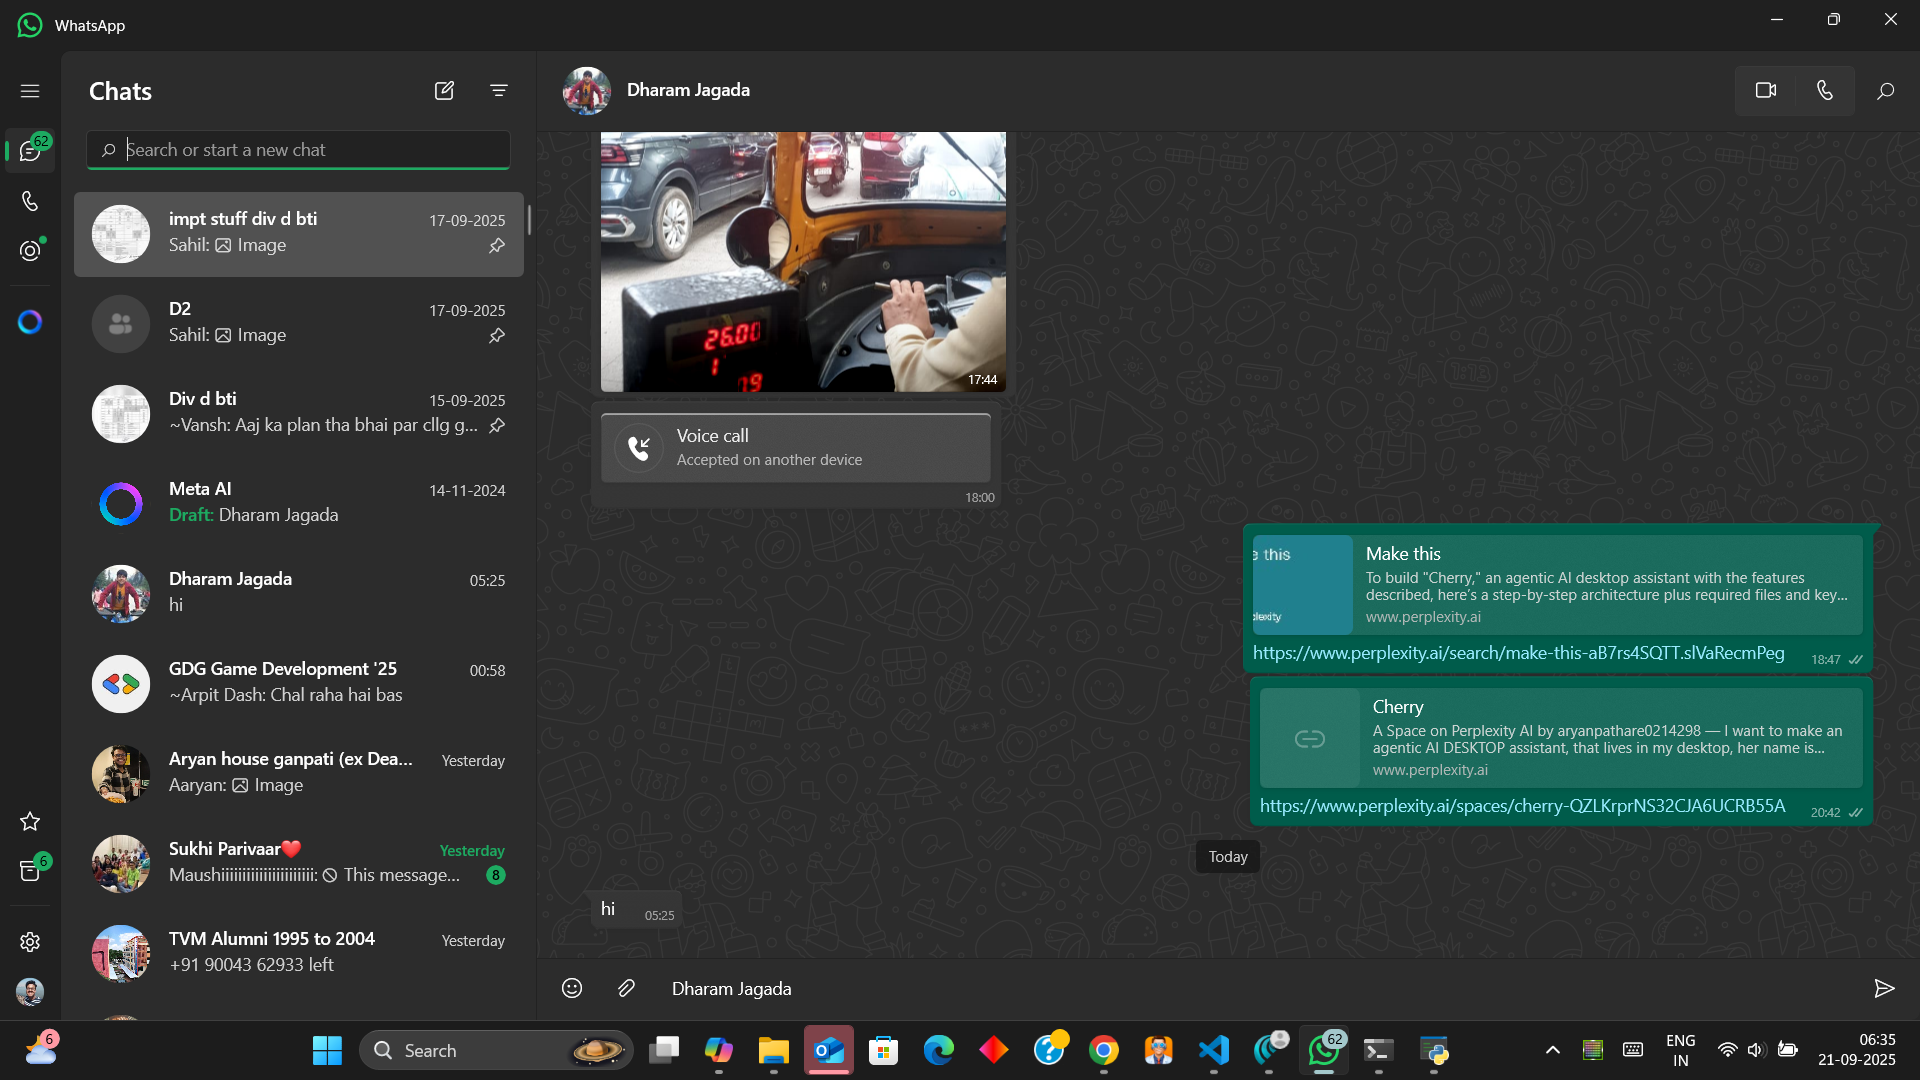 WhatsApp
Chats
62
Search or start a new chat
impt stuff div d bti
17-09-2025
Sahil: Image
D2
17-09-2025
Sahil: Image
Div d bti
15-09-2025
~Vansh: Aaj ka plan tha bhai par cllg g...
Meta AI
14-11-2024
Draft: Dharam Jagada
Dharam Jagada
05:25
hi
GDG Game Development '25
00:58
~Arpit Dash: Chal raha hai bas
Aryan house ganpati (ex Dea...
Yesterday
Aaryan: Image
Sukhi Parivaar❤️
Yesterday
Maushiiiiiiiiiiiiiiiiiiiiii: This message...
8
6
TVM Alumni 1995 to 2004
Yesterday
+91 90043 62933 left
Dharam Jagada
26.00
1
17:44
Voice call
Accepted on another device
18:00
Make this
To build "Cherry," an agentic AI desktop assistant with the features
described, here's a step-by-step architecture plus required files and key...
www.perplexity.ai
https://www.perplexity.ai/search/make-this-aB7rs4SQTT.slVaRecmPeg
18:47
Cherry
A Space on Perplexity AI by aryanpathare0214298 — I want to make an
agentic AI DESKTOP assistant, that lives in my desktop, her name is...
www.perplexity.ai
https://www.perplexity.ai/spaces/cherry-QZLKrprNS32CJA6UCRB55A
20:42
Today
hi
05:25
Dharam Jagada
6
Search
62
ENG
IN
06:35
21-09-2025